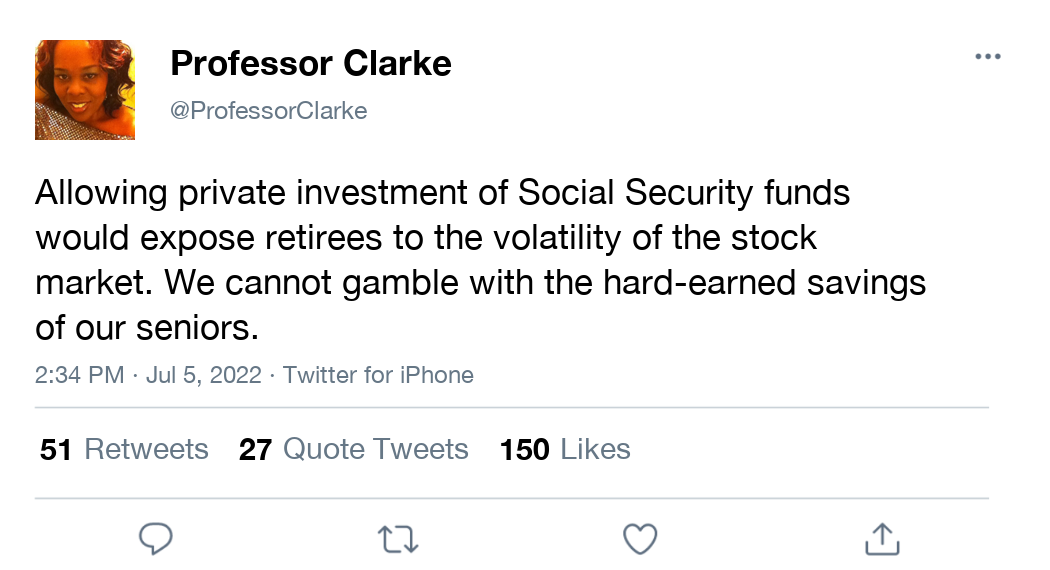 Professor Clarke
@ProfessorClarke
Allowing private investment of Social Security funds
would expose retirees to the volatility of the stock
market. We cannot gamble with the hard-earned savings
of our seniors.
2:34 PM · Jul 5, 2022 · Twitter for iPhone
51 Retweets 27 Quote Tweets 150 Likes